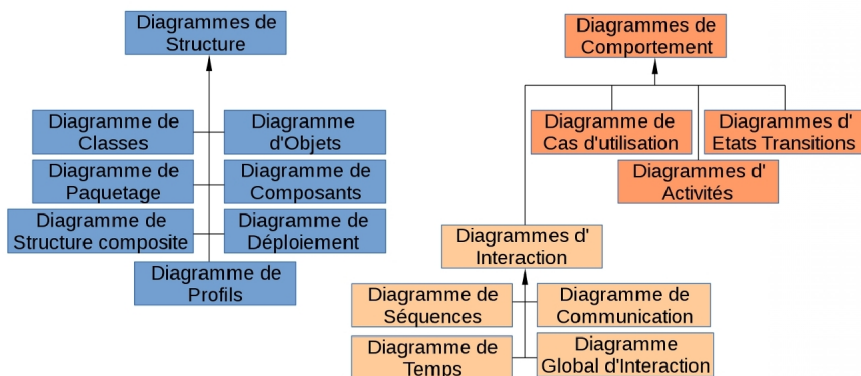 Diagrammes de
Structure
Diagramme de
Classes
Diagramme
d'Objets
Diagramme de
Paquetage
Diagramme de
Composants
Diagramme de
Structure composite
Diagramme de
Déploiement
Diagramme de
Profils
Diagrammes de
Comportement
Diagramme de
Cas d'utilisation
Diagrammes d'
Etats Transitions
Diagrammes d'
Activités
Diagrammes d'
Interaction
Diagramme de
Séquences
Diagramme de
Communication
Diagramme de
Temps
Diagramme
Global d'Interaction